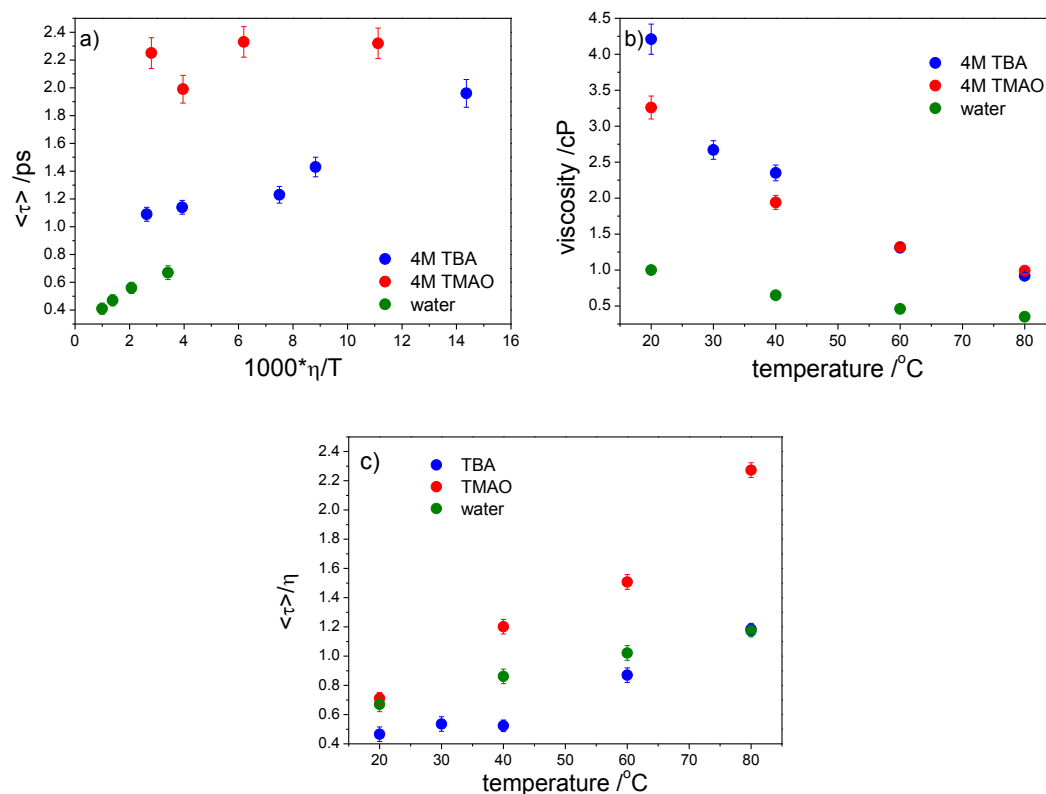 a)
2.4
2.2
2.0
1.8
1.6
1.4
1.2
1.0
0.8
0.6
0.4
<τ> /ps
4M TBA
4M TMAO
water
0 2 4 6 8 10 12 14 16
1000*η/T
b)
4.5
4.0
3.5
3.0
2.5
2.0
1.5
1.0
0.5
viscosity /cP
4M TBA
4M TMAO
water
20 30 40 50 60 70 80
temperature /°C
c)
2.4
2.2
2.0
1.8
1.6
1.4
1.2
1.0
0.8
0.6
0.4
<τ>/η
TBA
TMAO
water
20 30 40 50 60 70 80
temperature /°C